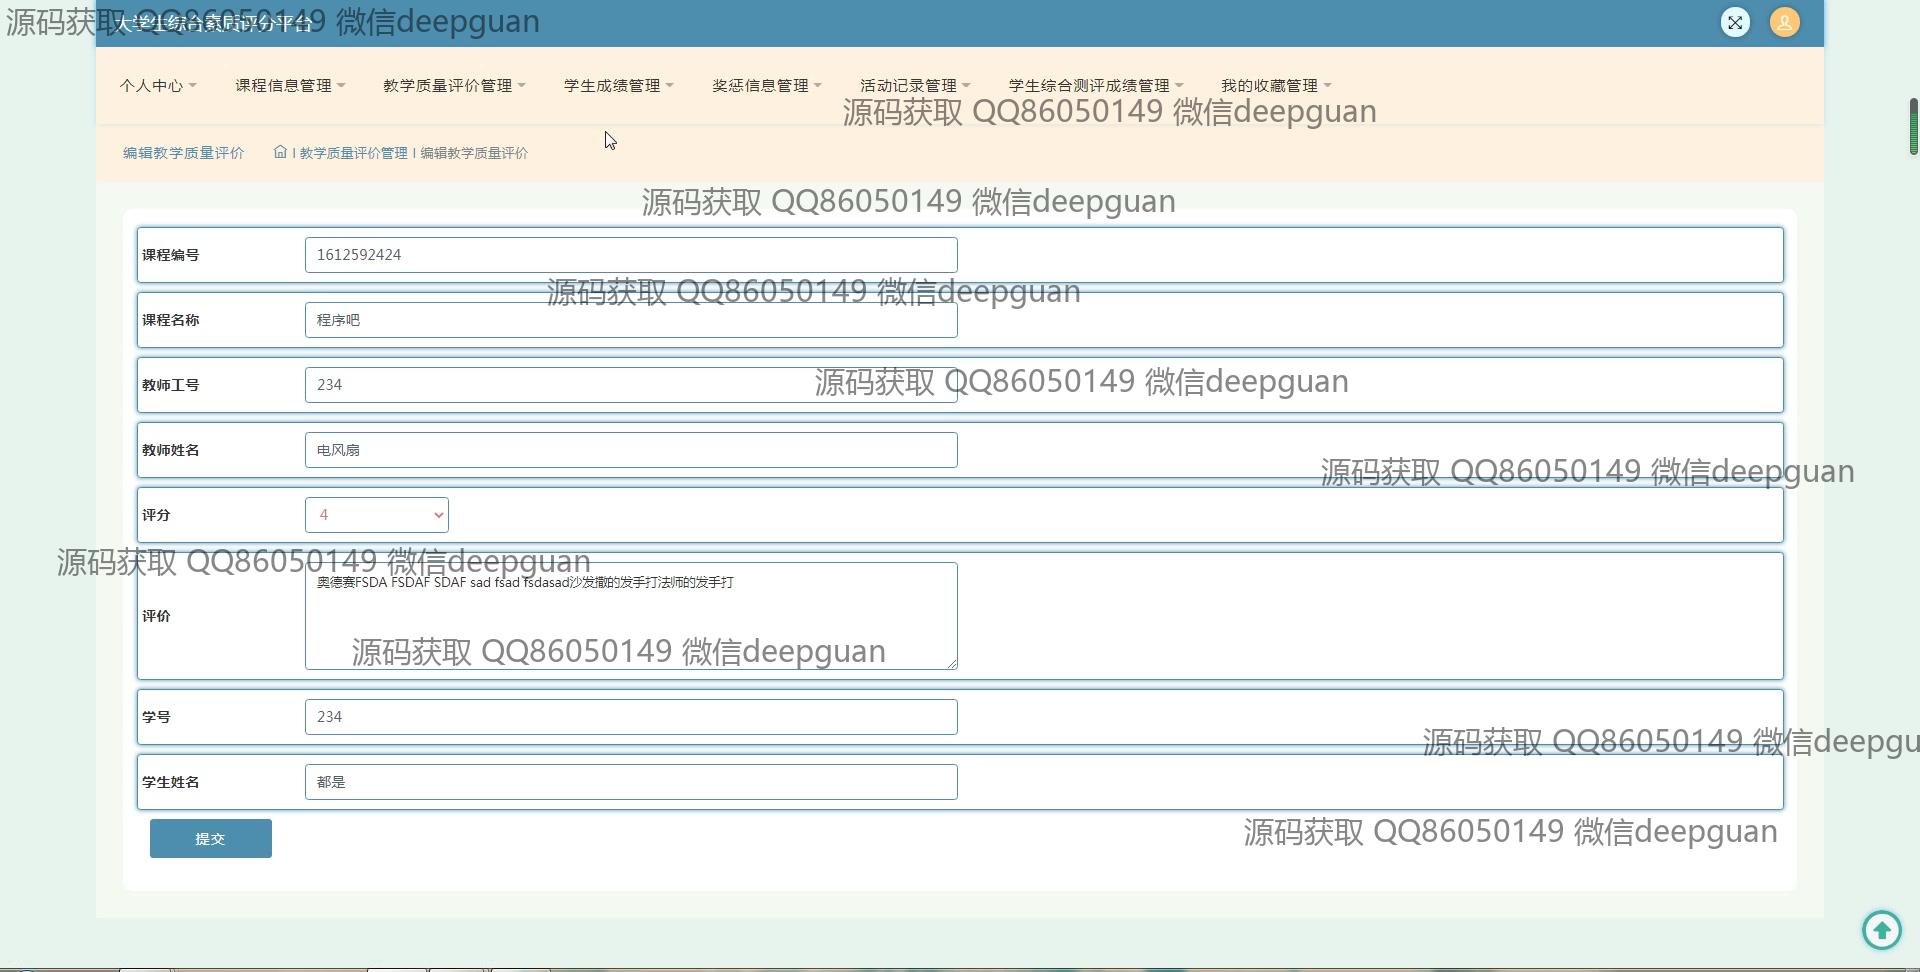 大学生综合素质评分平台
源码获取 QQ86050149 微信deepguan
个人中心 课程信息管理 教学质量评价管理 学生成绩管理 奖惩信息管理 活动记录管理 学生综合测评成绩管理 我的收藏管理
源码获取 QQ86050149 微信deepguan
编辑教学质量评价 | 教学质量评价管理 | 编辑教学质量评价
源码获取 QQ86050149 微信deepguan
课程编号 1612592424
源码获取 QQ86050149 微信deepguan
课程名称 程序吧
教师工号 234
源码获取 QQ86050149 微信deepguan
教师姓名 电风扇
源码获取 QQ86050149 微信deepguan
评分 4
源码获取 QQ86050149 微信deepguan
奥德赛FSDA FSDAF SDAF sad fsad fsdasad沙发撒的发手打法师的发手打
评价
源码获取 QQ86050149 微信deepguan
学号 234
源码获取 QQ86050149 微信deepgu
学生姓名 都是
源码获取 QQ86050149 微信deepguan
提交